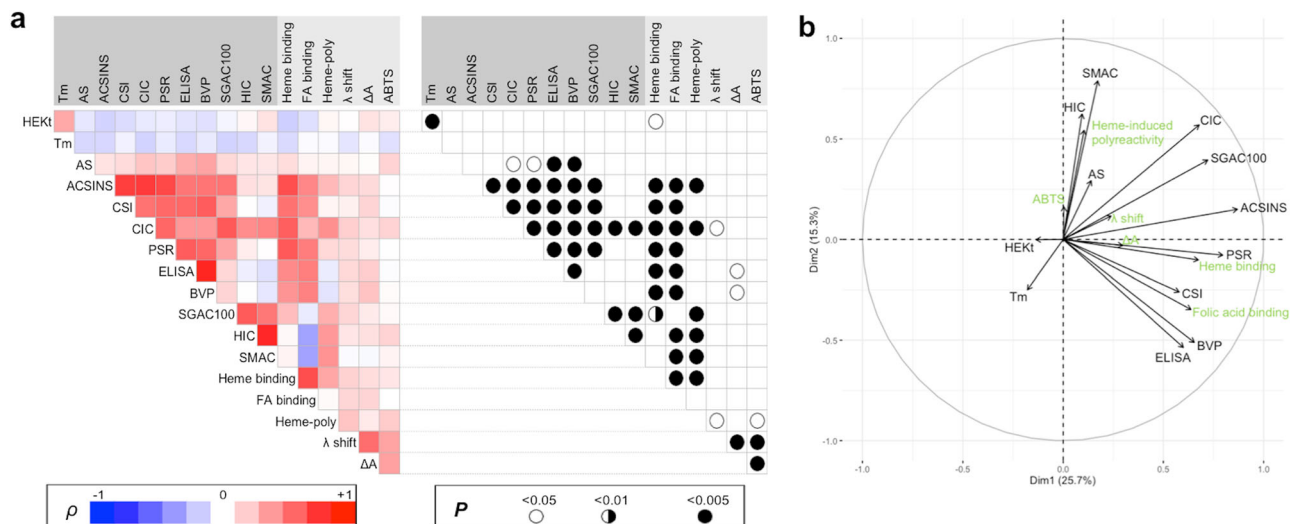 a
Tm
AS
ACSINS
CSI
CIC
PSR
ELISA
BVP
SGAC100
HIC
SMAC
Heme binding
FA binding
Heme-poly
λ shift
ΔA
ABTS
Tm
AS
ACSINS
CSI
CIC
PSR
ELISA
BVP
SGAC100
HIC
SMAC
Heme binding
FA binding
Heme-poly
λ shift
ΔA
ABTS
HEKt
Tm
AS
ACSINS
CSI
CIC
PSR
ELISA
BVP
SGAC100
HIC
SMAC
Heme binding
FA binding
Heme-poly
λ shift
ΔA
ρ
-1 0 +1
P
<0.05 <0.01 <0.005
b
1.0
0.5
0.0
-0.5
-1.0
Dim2 (15.3%)
SMAC
HIC
CIC
Heme-induced
polyreactivity
SGAC100
AS
ABTS
λ shift
ACSINS
HEKt
ΔA
PSR
Heme binding
Tm
CSI
Folic acid binding
BVP
ELISA
-1.0 -0.5 0.0 0.5 1.0
Dim1 (25.7%)